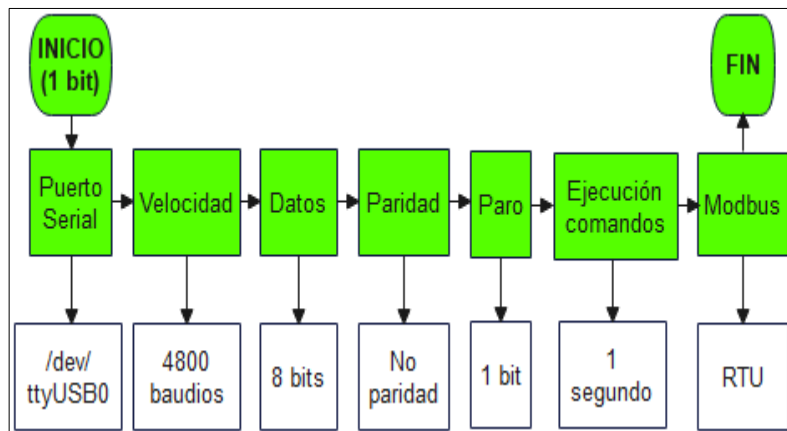 INICIO
(1 bit)
FIN
Puerto
Serial
Velocidad
Datos
Paridad
Paro
Ejecución
comandos
Modbus
/dev/
ttyUSB0
4800
baudios
8 bits
No
paridad
1 bit
1
segundo
RTU